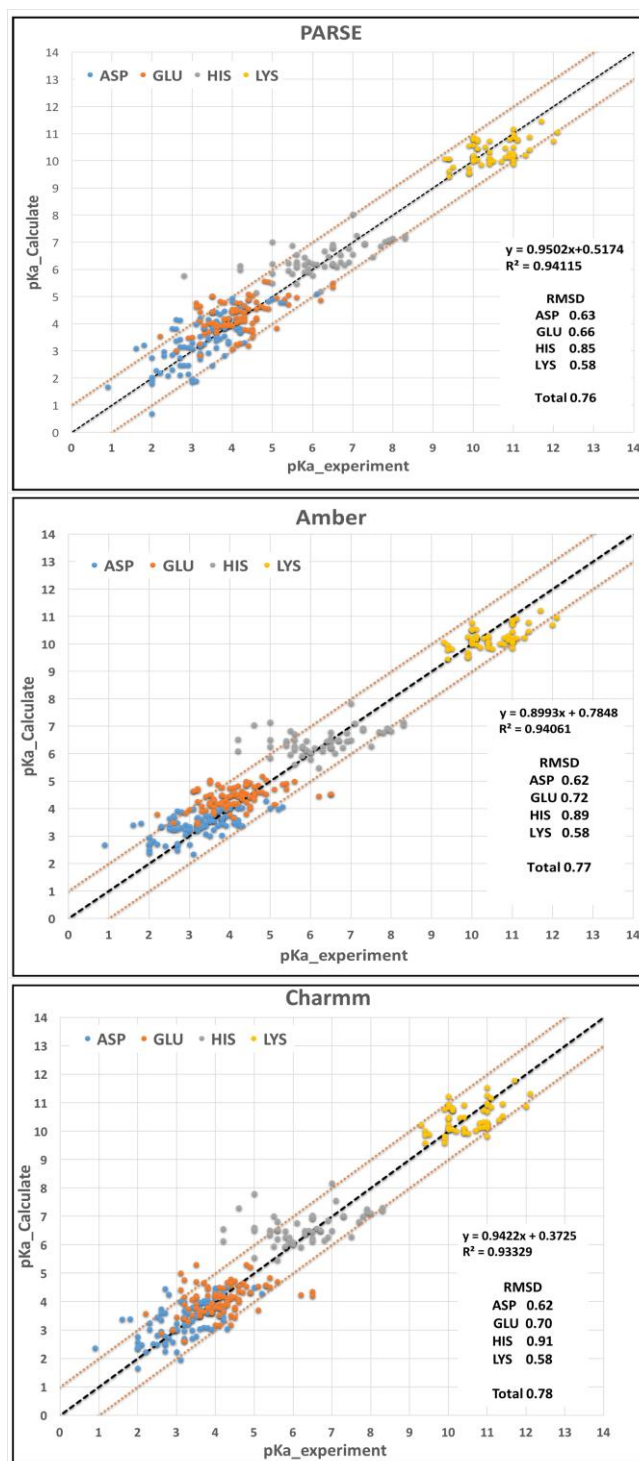 PARSE
ASP GLU HIS LYS
14
13
12
11
10
9
8
7
6
5
4
3
2
1
0
pKa_Calculate
y = 0.9502x+0.5174
R² = 0.94115
RMSD
ASP 0.63
GLU 0.66
HIS 0.85
LYS 0.58
Total 0.76
0 1 2 3 4 5 6 7 8 9 10 11 12 13 14
pKa_experiment
Amber
ASP GLU HIS LYS
14
13
12
11
10
9
8
7
6
5
4
3
2
1
0
pKa_Calculate
y = 0.8993x + 0.7848
R² = 0.94061
RMSD
ASP 0.62
GLU 0.72
HIS 0.89
LYS 0.58
Total 0.77
0 1 2 3 4 5 6 7 8 9 10 11 12 13 14
pKa_experiment
Charmm
ASP GLU HIS LYS
14
13
12
11
10
9
8
7
6
5
4
3
2
1
0
pKa_Calculate
y = 0.9422x + 0.3725
R² = 0.93329
RMSD
ASP 0.62
GLU 0.70
HIS 0.91
LYS 0.58
Total 0.78
0 1 2 3 4 5 6 7 8 9 10 11 12 13 14
pKa_experiment